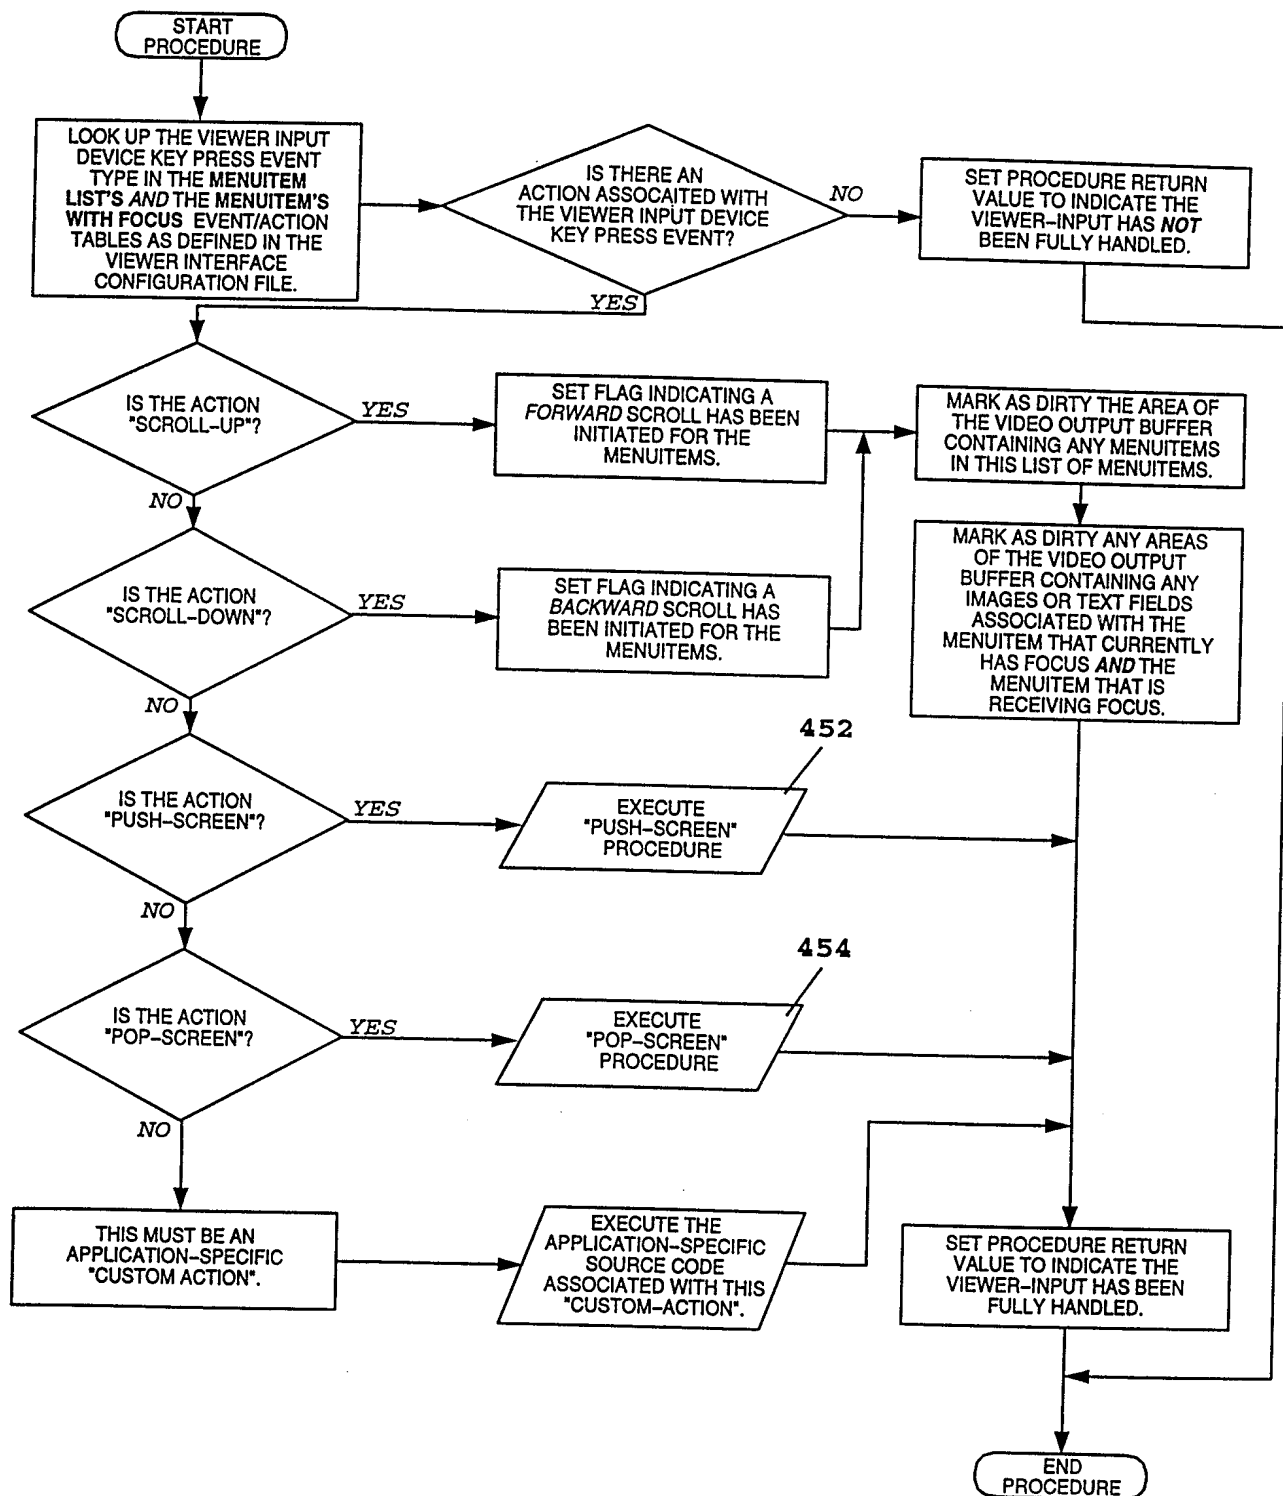 START
PROCEDURE
LOOK UP THE VIEWER INPUT
DEVICE KEY PRESS EVENT
TYPE IN THE MENUITEM
LIST'S AND THE MENUITEM'S
WITH FOCUS EVENT/ACTION
TABLES AS DEFINED IN THE
VIEWER INTERFACE
CONFIGURATION FILE.
IS THERE AN
ACTION ASSOCAITED WITH
THE VIEWER INPUT DEVICE
KEY PRESS EVENT?
NO
SET PROCEDURE RETURN
VALUE TO INDICATE THE
VIEWER-INPUT HAS NOT
BEEN FULLY HANDLED.
YES
IS THE ACTION
"SCROLL-UP"?
YES
SET FLAG INDICATING A
FORWARD SCROLL HAS BEEN
INITIATED FOR THE
MENUITEMS.
MARK AS DIRTY THE AREA OF
THE VIDEO OUTPUT BUFFER
CONTAINING ANY MENUITEMS
IN THIS LIST OF MENUITEMS.
NO
IS THE ACTION
"SCROLL-DOWN"?
YES
SET FLAG INDICATING A
BACKWARD SCROLL HAS
BEEN INITIATED FOR THE
MENUITEMS.
MARK AS DIRTY ANY AREAS
OF THE VIDEO OUTPUT
BUFFER CONTAINING ANY
IMAGES OR TEXT FIELDS
ASSOCIATED WITH THE
MENUITEM THAT CURRENTLY
HAS FOCUS AND THE
MENUITEM THAT IS
RECEIVING FOCUS.
NO
IS THE ACTION
"PUSH-SCREEN"?
YES
452
EXECUTE
"PUSH-SCREEN"
PROCEDURE
NO
IS THE ACTION
"POP-SCREEN"?
YES
454
EXECUTE
"POP-SCREEN"
PROCEDURE
NO
THIS MUST BE AN
APPLICATION-SPECIFIC
"CUSTOM ACTION".
EXECUTE THE
APPLICATION-SPECIFIC
SOURCE CODE
ASSOCIATED WITH THIS
"CUSTOM-ACTION".
SET PROCEDURE RETURN
VALUE TO INDICATE THE
VIEWER-INPUT HAS BEEN
FULLY HANDLED.
END
PROCEDURE